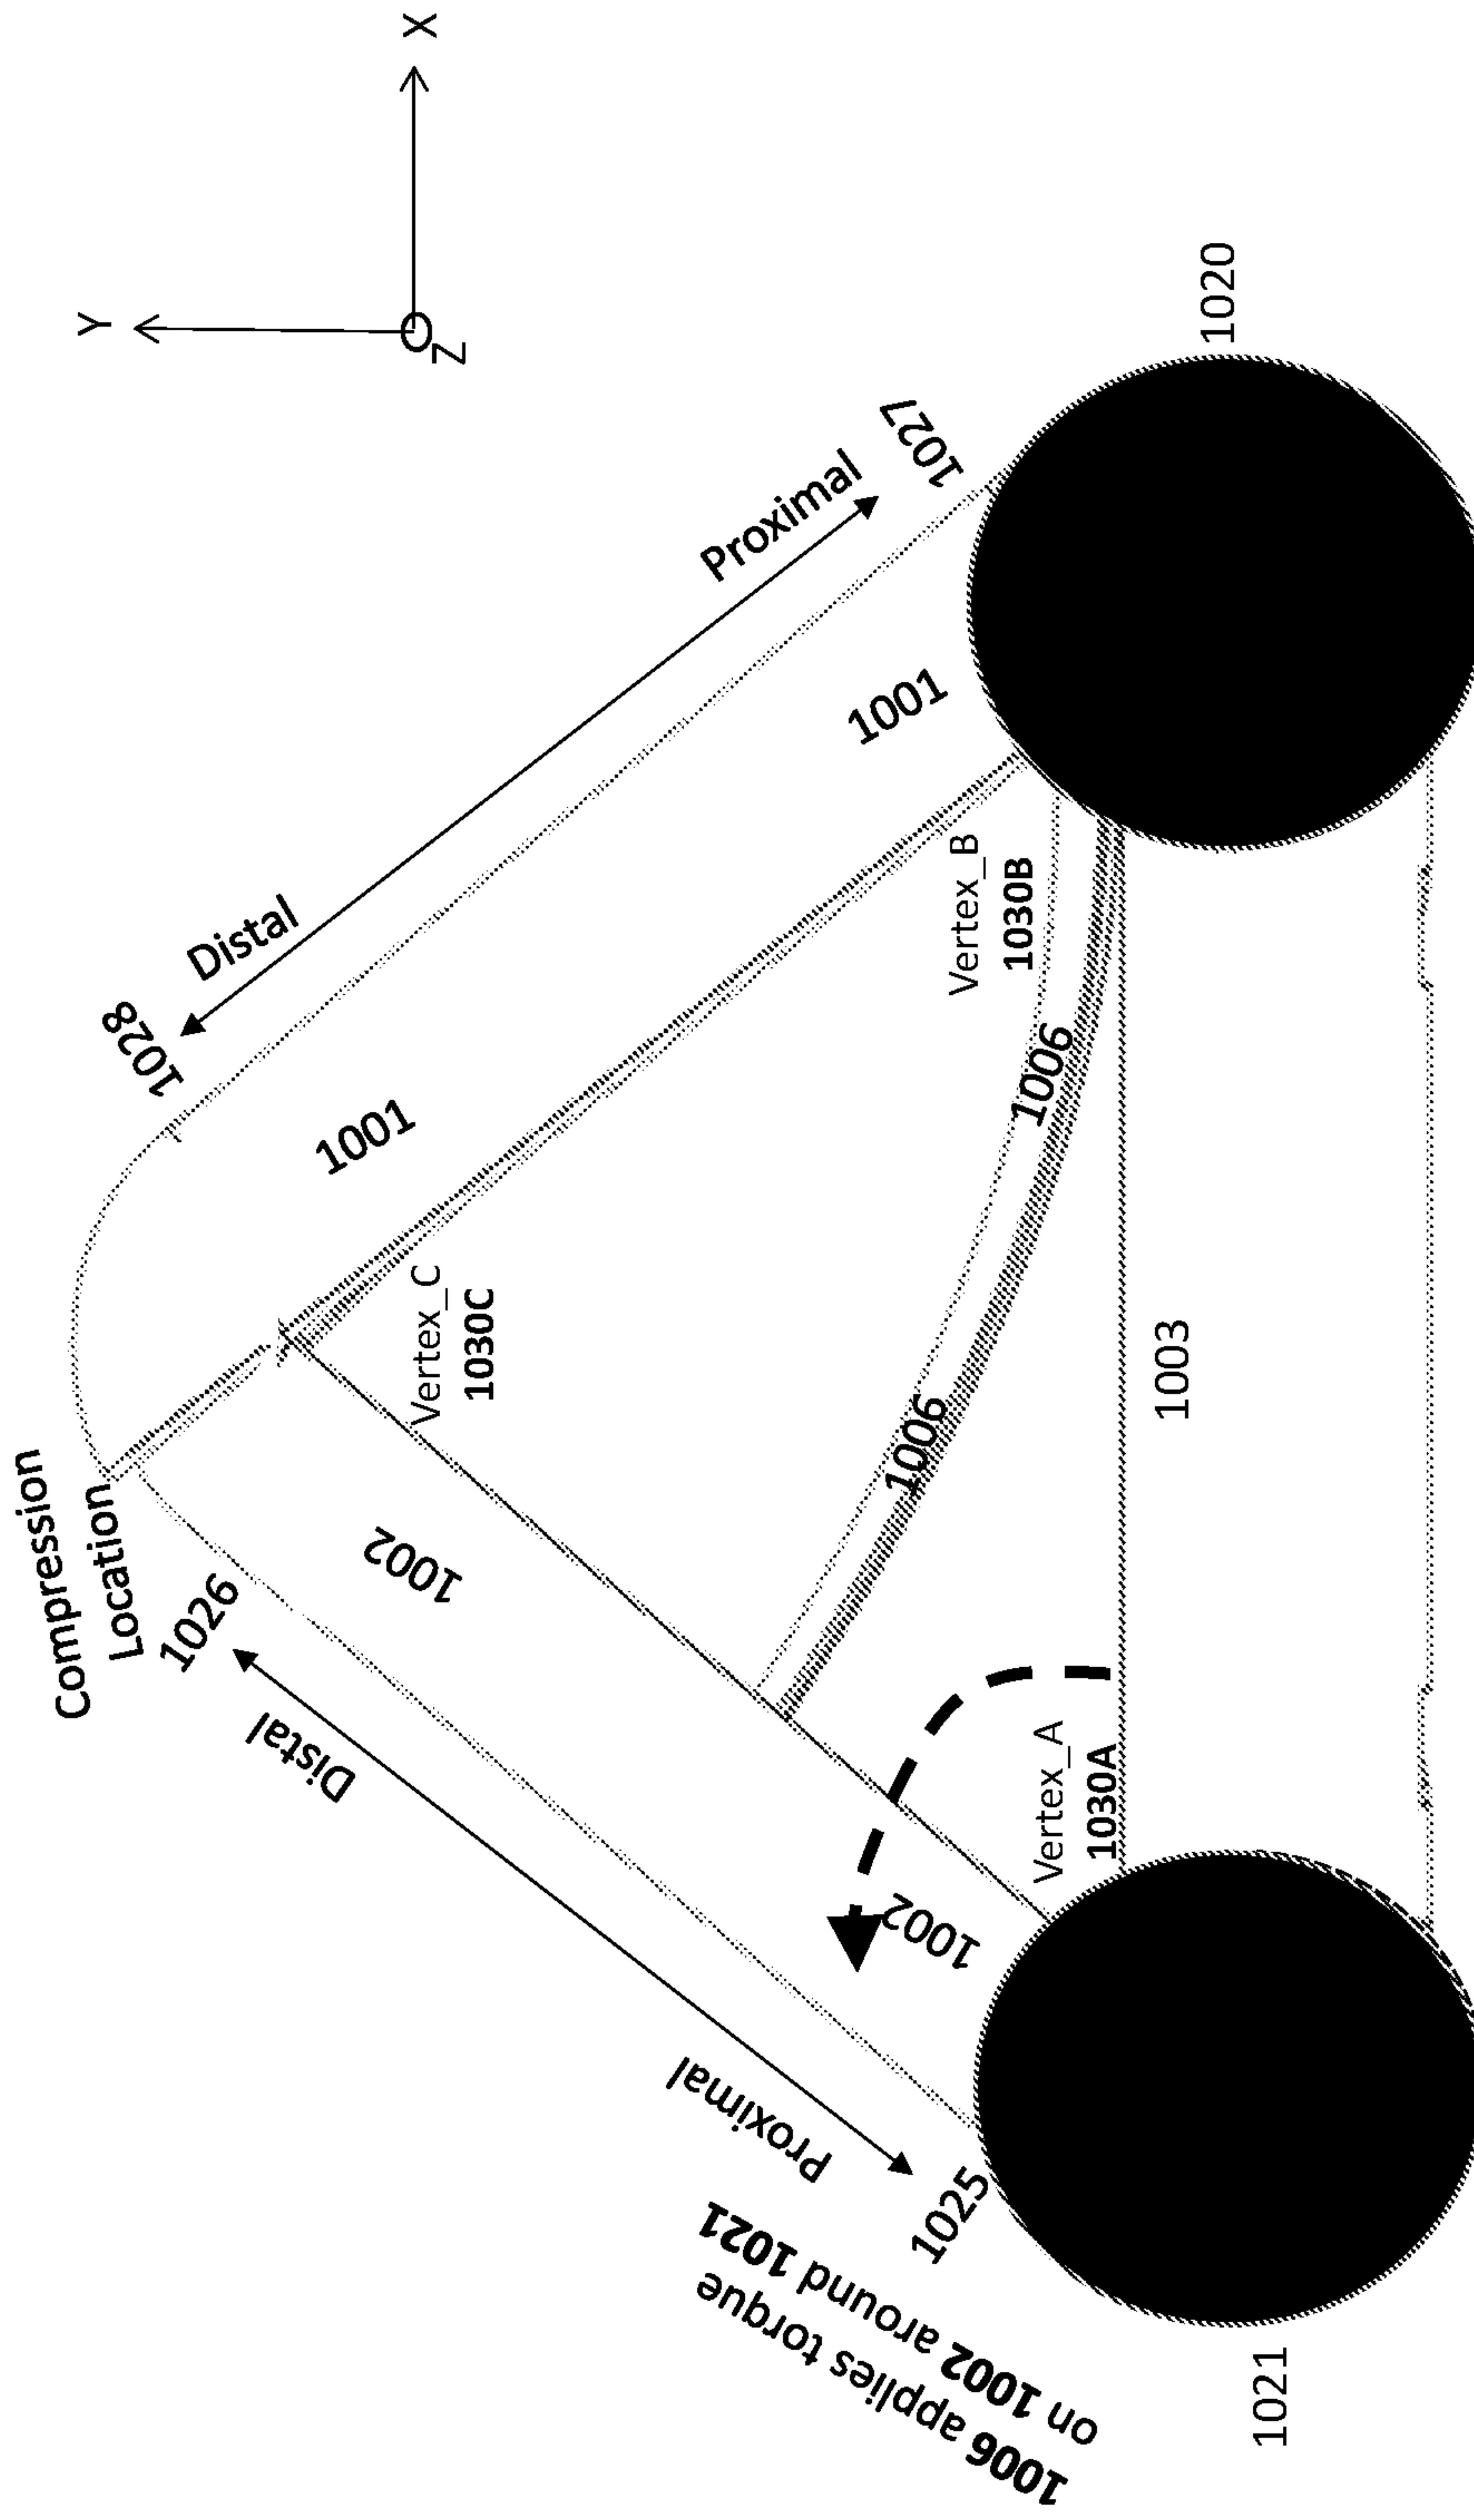 Y
X
Z
Compression
Location
1026
Distal
Proximal
1025
1006 applies torque
on 1002 around 1021
1002
1002
1028
Distal
Proximal
1027
1001
1001
Vertex_C
1030C
Vertex_B
1030B
1006
1006
Vertex_A
1030A
1003
1021
1020